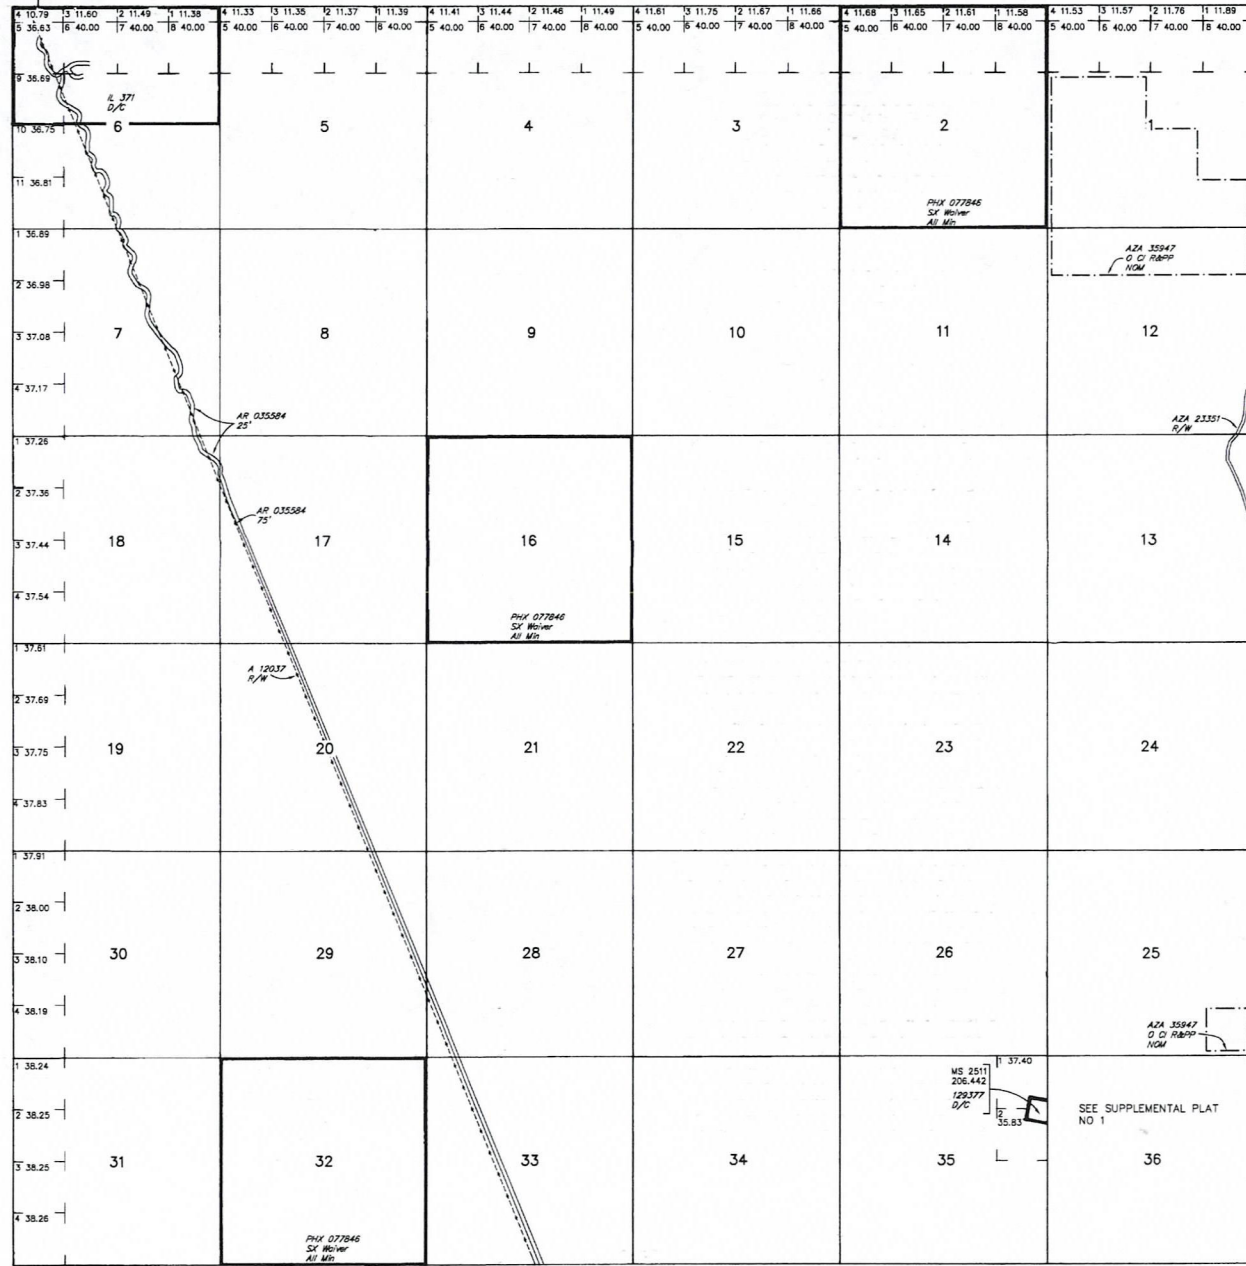 4 10.79 3 11.60 2 11.49 1 11.38 4 11.33 3 11.35 2 11.37 1 11.39 4 11.41 3 11.44 2 11.46 1 11.49 4 11.61 3 11.75 2 11.67 1 11.66 4 11.68 3 11.65 2 11.61 1 11.58 4 11.53 3 11.57 2 11.76 1 11.89
5 36.63 6 40.00 7 40.00 8 40.00 5 40.00 6 40.00 7 40.00 8 40.00 5 40.00 6 40.00 7 40.00 8 40.00 5 40.00 6 40.00 7 40.00 8 40.00 5 40.00 6 40.00 7 40.00 8 40.00 5 40.00 6 40.00 7 40.00 8 40.00
9 36.69
IL 371
D/C
10 36.75 6 5 4 3 2 1
11 36.81
PHX 077846
SX Waiver
All Min
1 36.89
AZA 35947
O Cl R&PP
NOM
2 36.98
3 37.08 7 8 9 10 11 12
4 37.17
AR 035584
25'
AZA 23351
R/W
1 37.26
2 37.36
AR 035584
75'
3 37.44 18 17 16 15 14 13
4 37.54
PHX 077846
SX Waiver
All Min
1 37.61
A 12037
R/W
2 37.69
3 37.75 19 20 21 22 23 24
4 37.83
1 37.91
2 38.00
3 38.10 30 29 28 27 26 25
4 38.19
AZA 35947
O Cl R&PP
NOM
1 38.24
1 37.40
MS 2511
206.442
129377
D/C
2 38.25
2
35.83
SEE SUPPLEMENTAL PLAT
NO 1
3 38.25 31 32 33 34 35 36
4 38.26
PHX 077846
SX Waiver
All Min